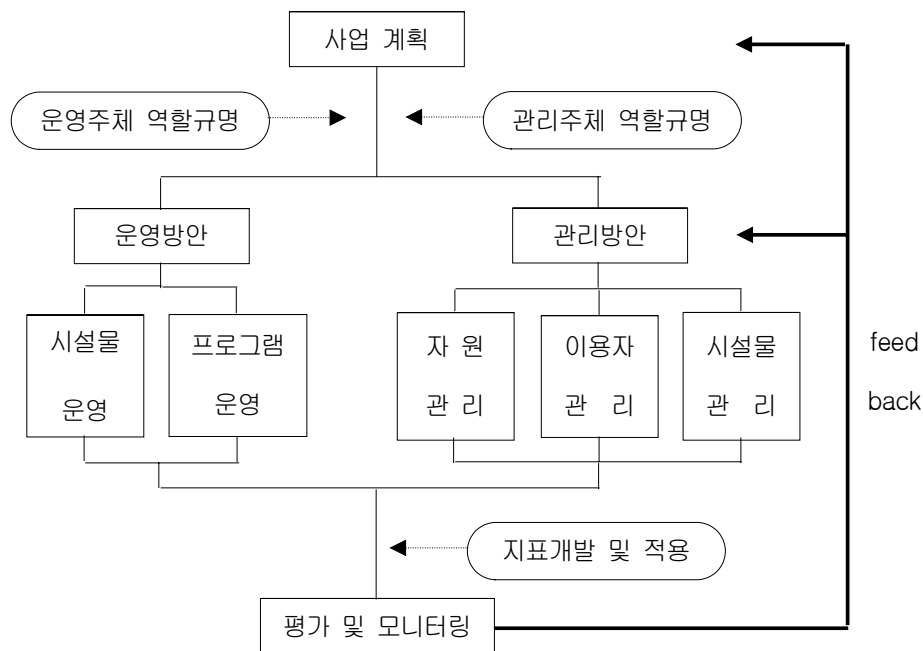 사업 계획
운영주체 역할규명
관리주체 역할규명
운영방안
관리방안
시설물
운영
프로그램
운영
자 원
관 리
이용자
관 리
시설물
관 리
feed
back
지표개발 및 적용
평가 및 모니터링